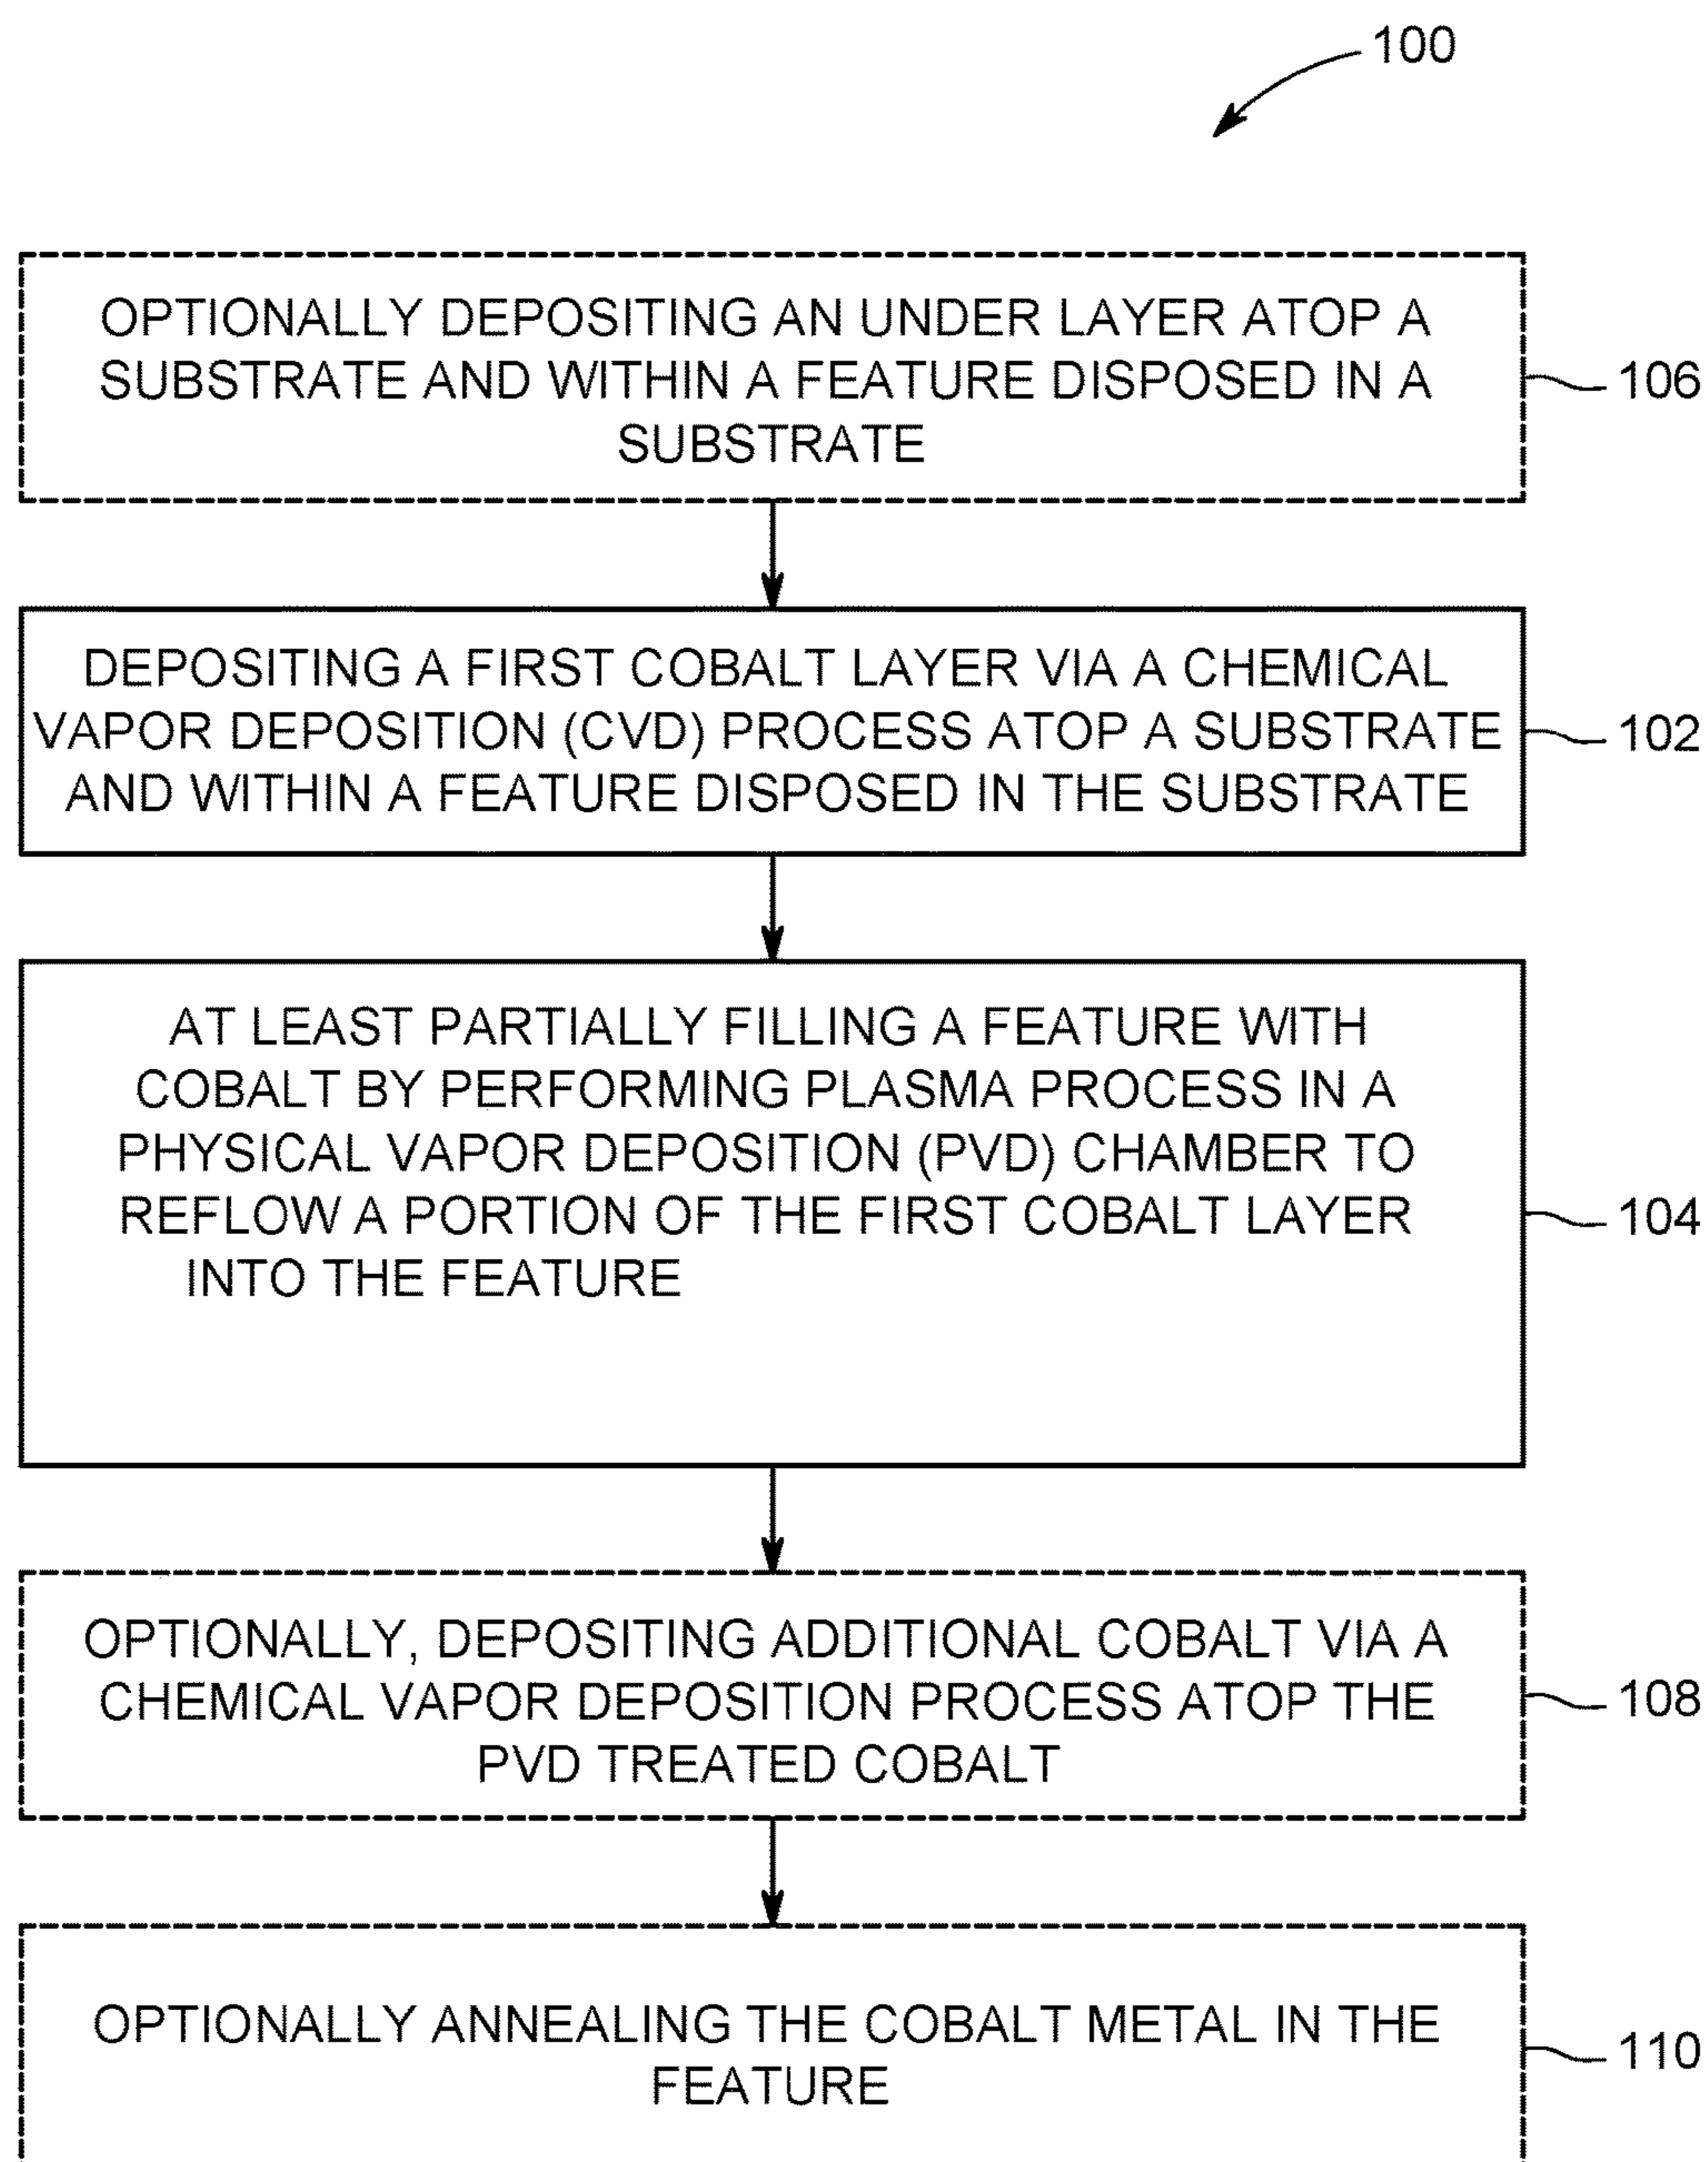 100
OPTIONALLY DEPOSITING AN UNDER LAYER ATOP A
SUBSTRATE AND WITHIN A FEATURE DISPOSED IN A
SUBSTRATE
106
DEPOSITING A FIRST COBALT LAYER VIA A CHEMICAL
VAPOR DEPOSITION (CVD) PROCESS ATOP A SUBSTRATE
AND WITHIN A FEATURE DISPOSED IN THE SUBSTRATE
102
AT LEAST PARTIALLY FILLING A FEATURE WITH
COBALT BY PERFORMING PLASMA PROCESS IN A
PHYSICAL VAPOR DEPOSITION (PVD) CHAMBER TO
REFLOW A PORTION OF THE FIRST COBALT LAYER
INTO THE FEATURE
104
OPTIONALLY, DEPOSITING ADDITIONAL COBALT VIA A
CHEMICAL VAPOR DEPOSITION PROCESS ATOP THE
PVD TREATED COBALT
108
OPTIONALLY ANNEALING THE COBALT METAL IN THE
FEATURE
110